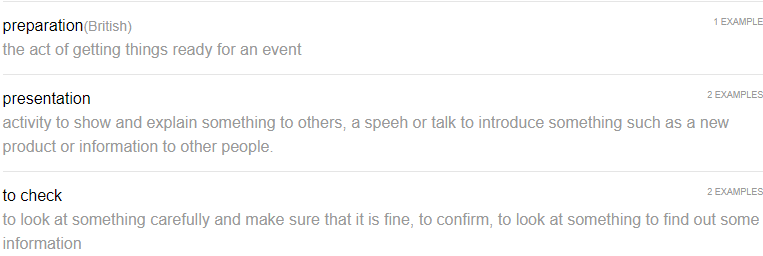 preparation(British) 1 EXAMPLE
the act of getting things ready for an event
presentation 2 EXAMPLES
activity to show and explain something to others, a speeh or talk to introduce something such as a new
product or information to other people.
to check 2 EXAMPLES
to look at something carefully and make sure that it is fine, to confirm, to look at something to find out some
information